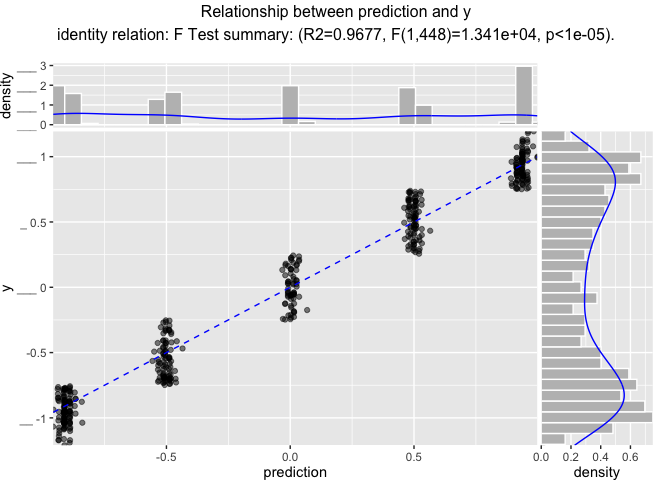 Relationship between prediction and y
identity relation: F Test summary: (R2=0.9677, F(1,448)=1.341e+04, p<1e-05).
density
3
2
1
0
y
1
0.5
0
-0.5
-1
-0.5
0.0
0.5
prediction
0.0
0.2
0.4
0.6
density